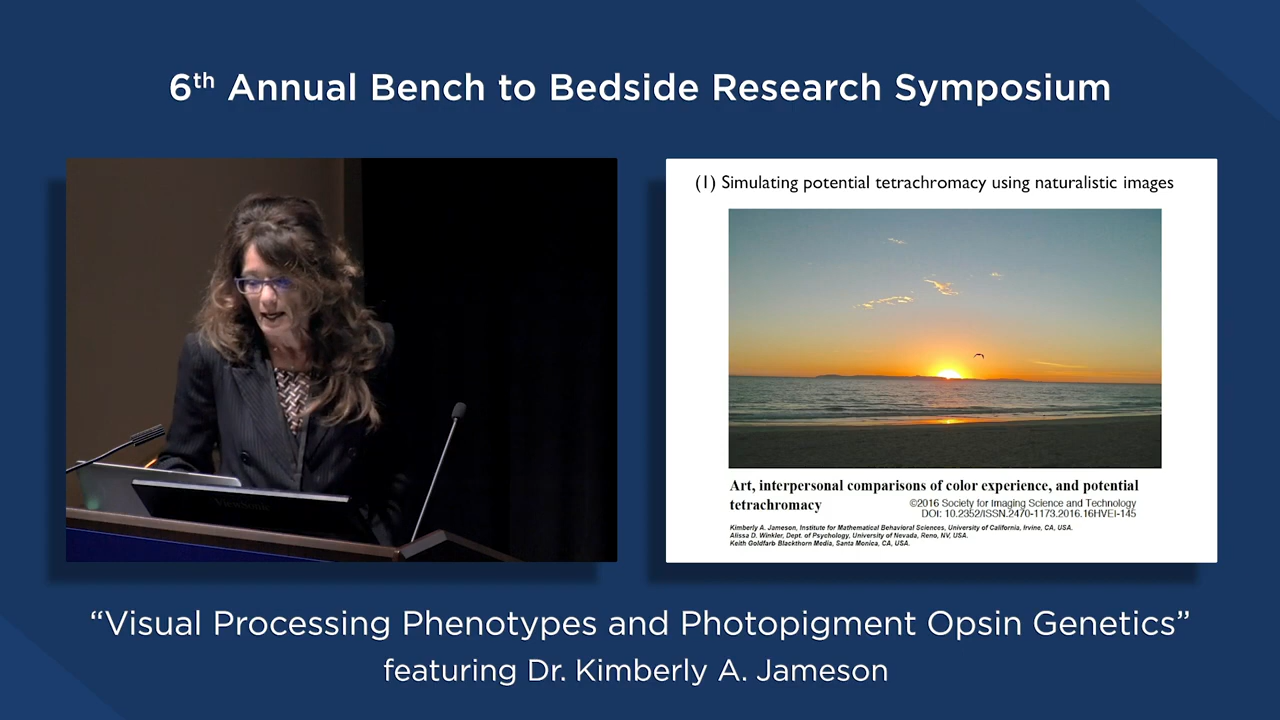 6th Annual Bench to Bedside Research Symposium
(1) Simulating potential tetrachromacy using naturalistic images
Art, interpersonal comparisons of color experience, and potential
tetrachromacy
©2016 Society for Imaging Science and Technology
DOI: 10.2352/ISSN.2470-1173.2016.16HVEI-145
Kimberly A. Jameson, Institute for Mathematical Behavioral Sciences, University of California, Irvine, CA, USA.
Alissa D. Winkler, Dept. of Psychology, University of Nevada, Reno, NV, USA.
Keith Goldfarb Blackthorn Media, Santa Monica, CA, USA.
“Visual Processing Phenotypes and Photopigment Opsin Genetics”
featuring Dr. Kimberly A. Jameson